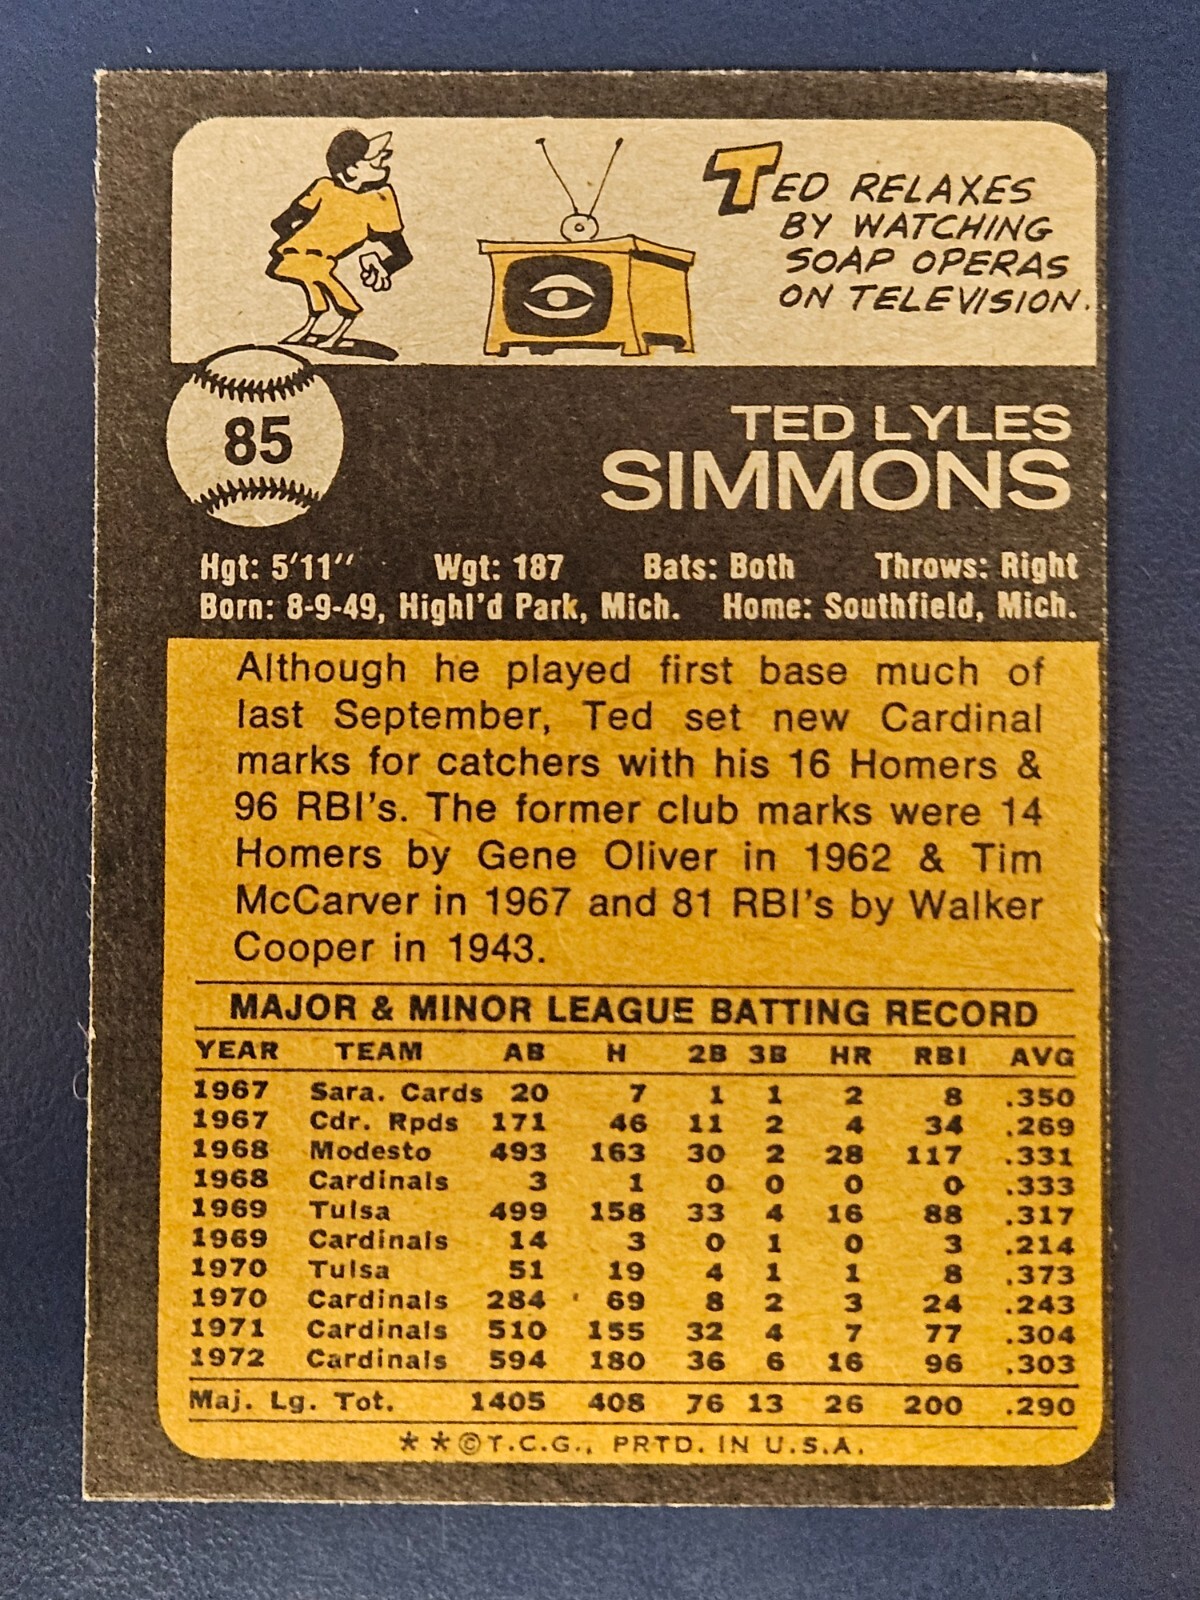 TED RELAXES
BY WATCHING
SOAP OPERAS
ON TELEVISION.
85
TED LYLES
SIMMONS
Hgt: 5'11" Wgt: 187 Bats: Both Throws: Right
Born: 8-9-49, Highl'd Park, Mich. Home: Southfield, Mich.
Although he played first base much of
last September, Ted set new Cardinal
marks for catchers with his 16 Homers &
96 RBI's. The former club marks were 14
Homers by Gene Oliver in 1962 & Tim
McCarver in 1967 and 81 RBI's by Walker
Cooper in 1943.
MAJOR & MINOR LEAGUE BATTING RECORD
YEAR TEAM AB H 2B 3B HR RBI AVG
1967 Sara. Cards 20 7 1 1 2 8 .350
1967 Cdr. Rpds 171 46 11 2 4 34 .269
1968 Modesto 493 163 30 2 28 117 .331
1968 Cardinals 3 1 0 0 0 0 .333
1969 Tulsa 499 158 33 4 16 88 .317
1969 Cardinals 14 3 0 1 0 3 .214
1970 Tulsa 51 19 4 1 1 8 .373
1970 Cardinals 284 69 8 2 3 24 .243
1971 Cardinals 510 155 32 4 7 77 .304
1972 Cardinals 594 180 36 6 16 96 .303
Maj. Lg. Tot. 1405 408 76 13 26 200 .290
**©T.C.G., PRTD. IN U.S.A.